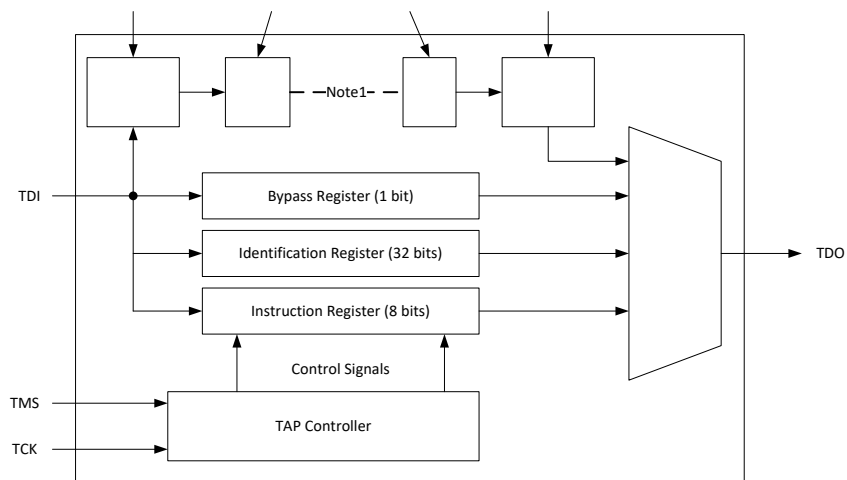 Note1
TDI
Bypass Register (1 bit)
Identification Register (32 bits)
TDO
Instruction Register (8 bits)
Control Signals
TMS
TAP Controller
TCK